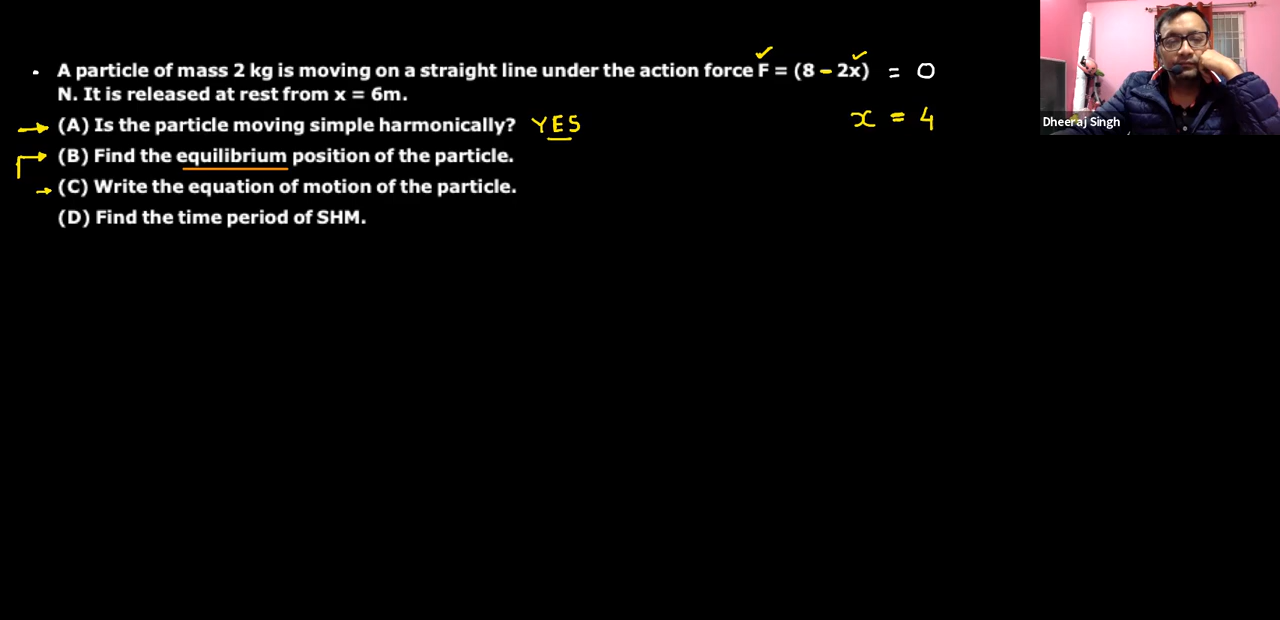 . A particle of mass 2 kg is moving on a straight line under the action force F = (8 - 2x) = 0
N. It is released at rest from x = 6m.
x = 4
(A) Is the particle moving simple harmonically? YES
(B) Find the equilibrium position of the particle.
(C) Write the equation of motion of the particle.
(D) Find the time period of SHM.
Dheeraj Singh